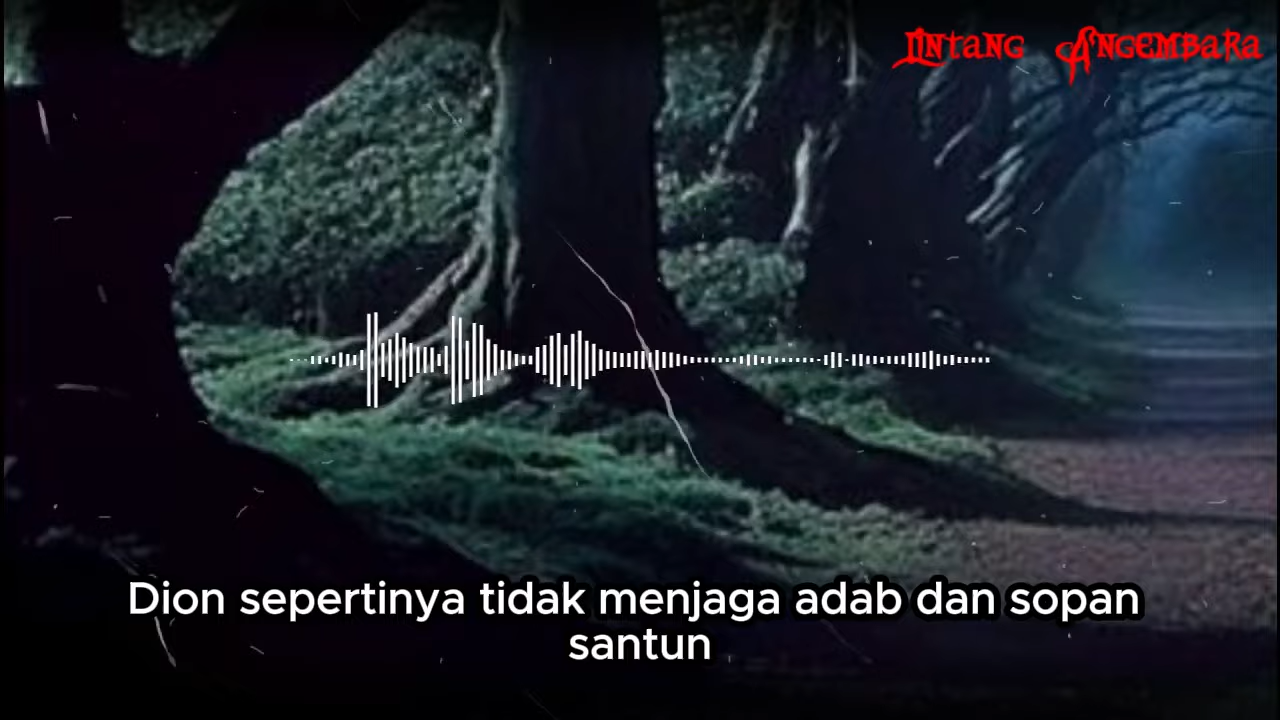 Lintang Angembara
Dion sepertinya tidak menjaga adab dan sopan
santun